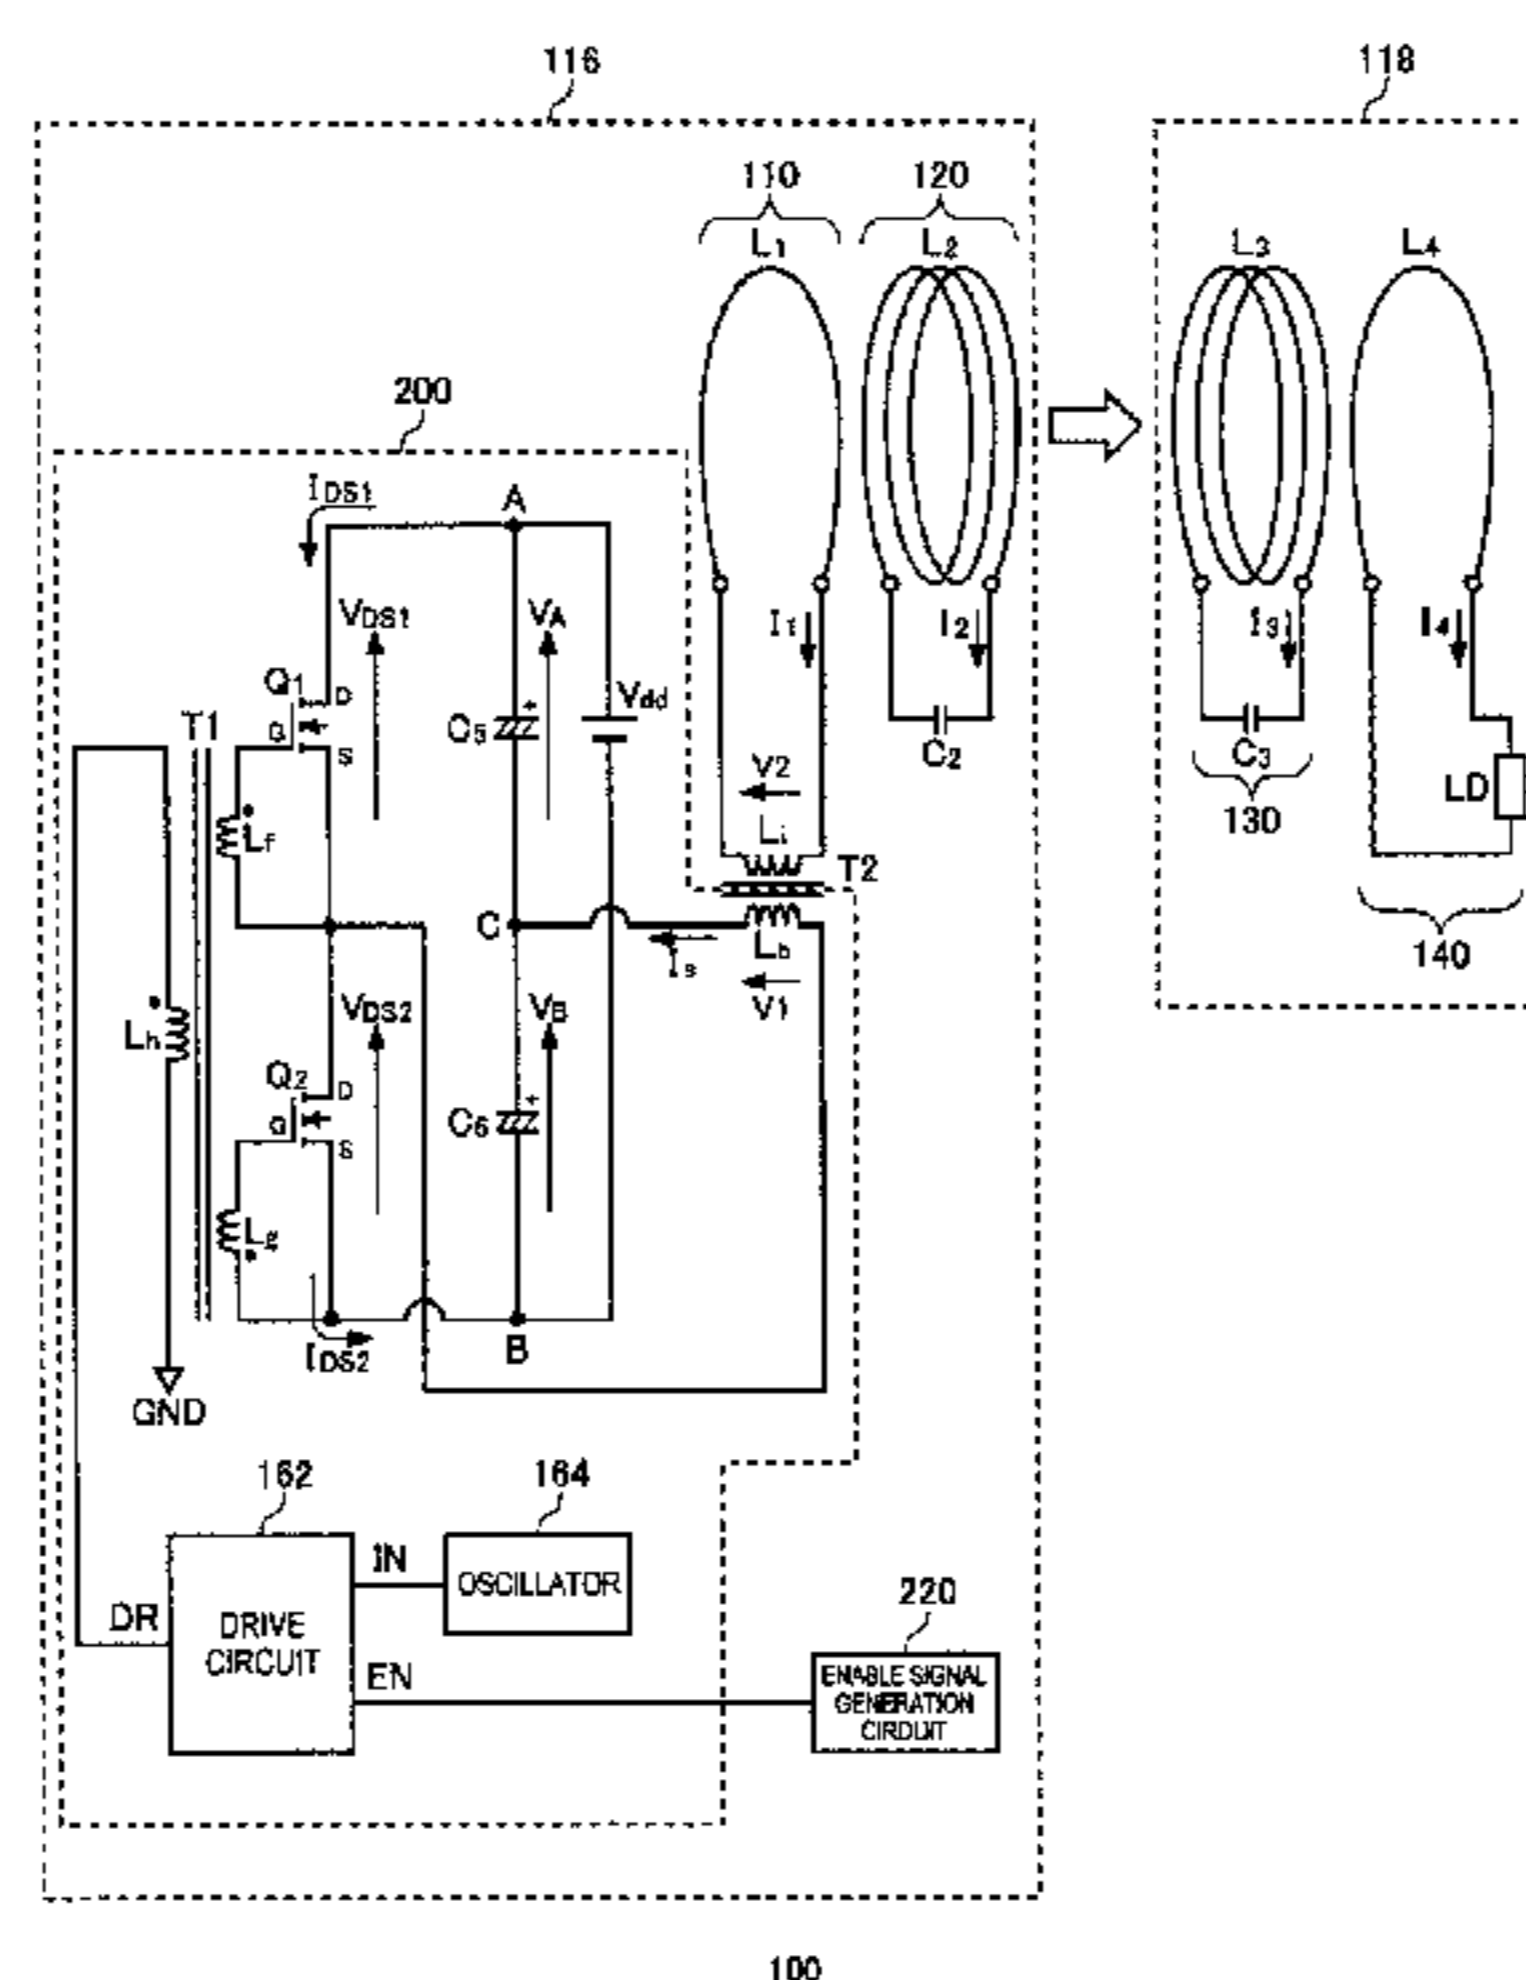 116
118
110
120
L1
L2
L3
L4
200
IDS1
A
VDS1
VA
I1
I2
I3
I4
Q1
D
G
S
T1
C5
+
Vdd
C2
C3
V2
LD
130
Lf
Li
T2
C
Lb
Is
V1
140
Lh
VDS2
VB
Q2
D
G
S
C6
+
Lg
IDS2
B
GND
162
164
IN
OSCILLATOR
DR
DRIVE
CIRCUIT
EN
220
ENABLE SIGNAL
GENERATION
CIRDUIT
100